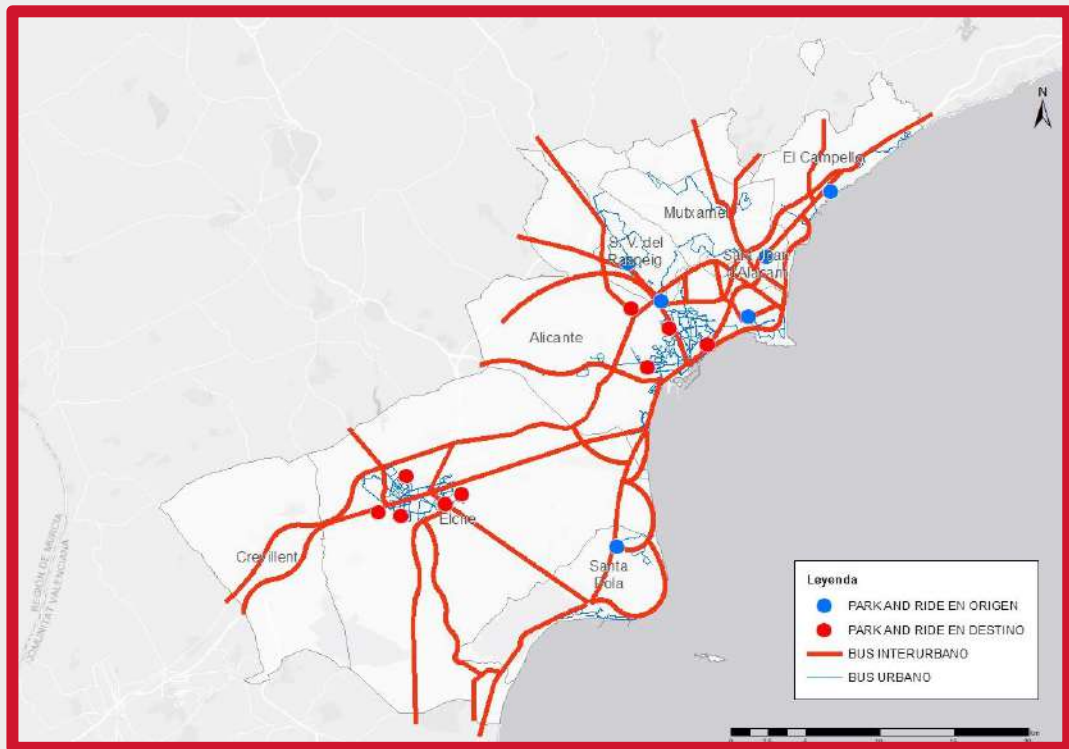 N
El Campello
Mutxamel
S. V. del
Raspeig
Sant Joan
d'Alacant
Alicante
Elche
Crevillent
Santa
Pola
REGIÓN DE MURCIA
COMUNITAT VALENCIANA
Leyenda
PARK AND RIDE EN ORIGEN
PARK AND RIDE EN DESTINO
BUS INTERURBANO
BUS URBANO